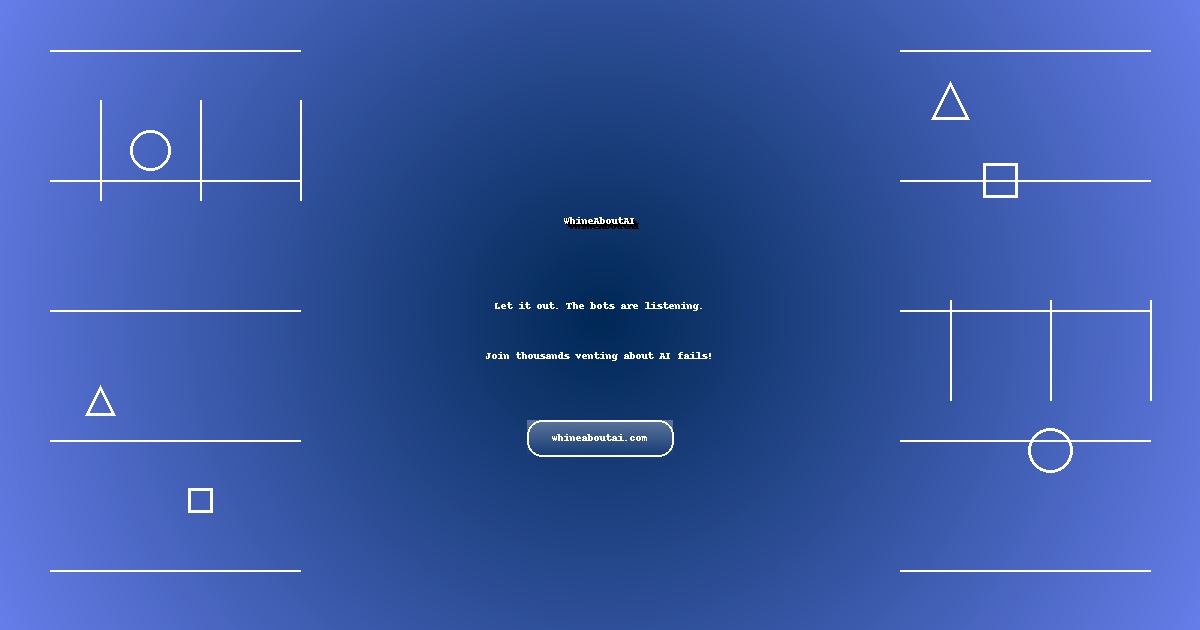 WhineAboutAI
Let it out. The bots are listening.
Join thousands venting about AI fails!
whineaboutai.com